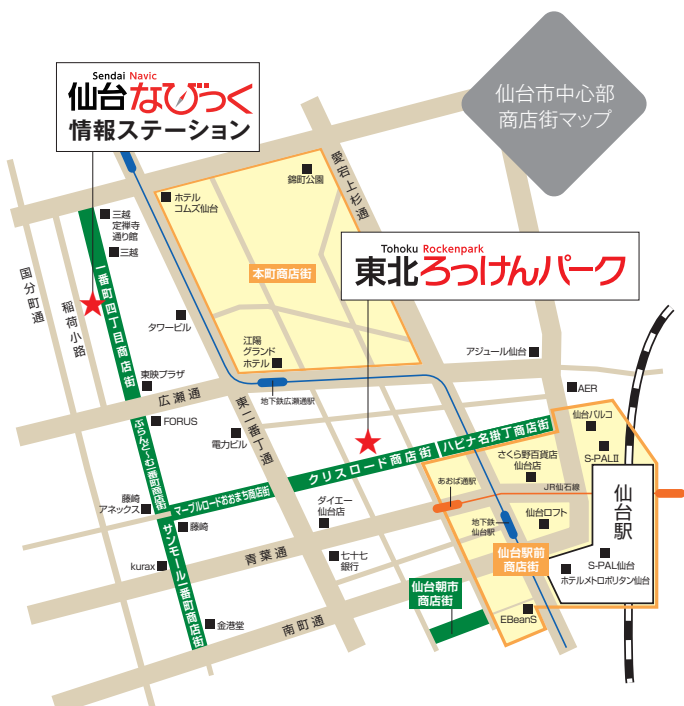 仙台市中心部
商店街マップ
Sendai Navic
仙台なびっく
情報ステーション
愛宕上杉通
錦町公園
ホテル
コムズ仙台
三越
定禅寺
通り館
三越
国分町通
稲荷小路
一番町四丁目商店街
本町商店街
Tohoku Rockenpark
東北ろっけんパーク
タワービル
江陽
グランド
ホテル
アジュール仙台
東映プラザ
広瀬通
地下鉄広瀬通駅
東二番丁通
AER
FORUS
ぶらんど〜む一番町商店街
電力ビル
仙台パルコ
ハピナ名掛丁商店街
クリスロード商店街
S-PALⅡ
さくら野百貨店
仙台店
あおば通駅
JR仙石線
仙台駅
藤崎
アネックス
マーブルロードおおまち商店街
ダイエー
仙台店
藤崎
地下鉄
仙台駅
仙台ロフト
サンモール一番町商店街
青葉通
七十七
銀行
仙台駅前
商店街
S-PAL仙台
ホテルメトロポリタン仙台
kurax
仙台朝市
商店街
EBeanS
金港堂
南町通